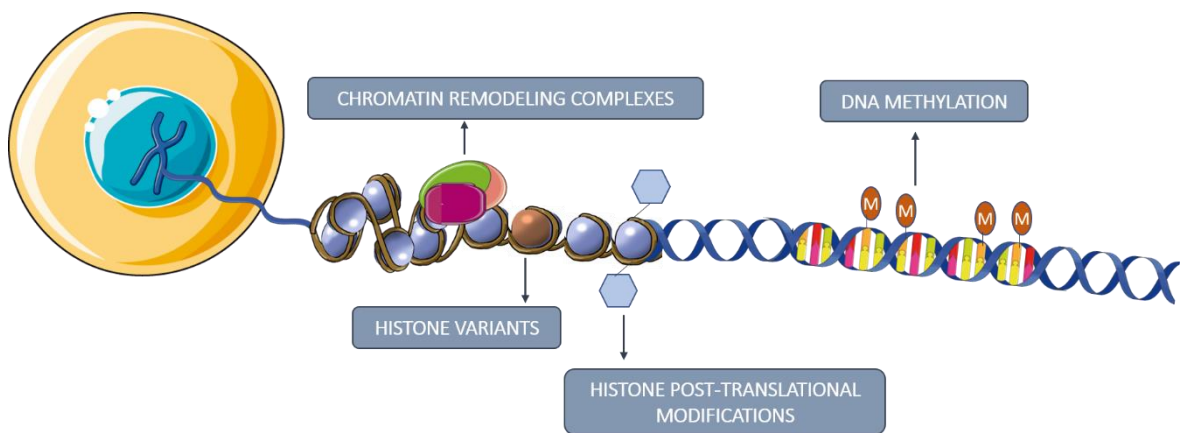 CHROMATIN REMODELING COMPLEXES
DNA METHYLATION
M
M
M
M
HISTONE VARIANTS
HISTONE POST-TRANSLATIONAL
MODIFICATIONS